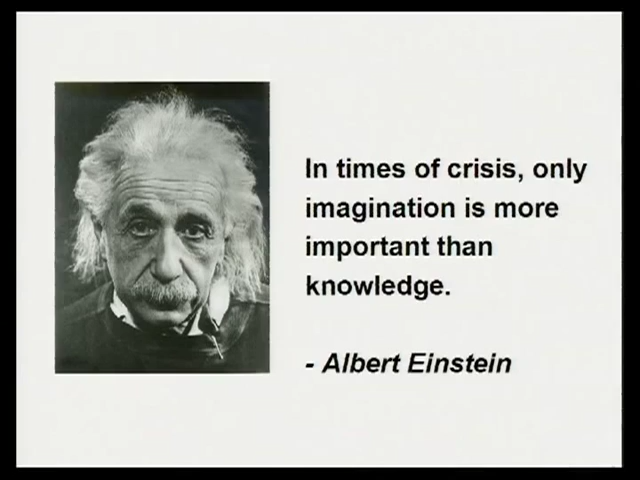 In times of crisis, only
imagination is more
important than
knowledge.
- Albert Einstein